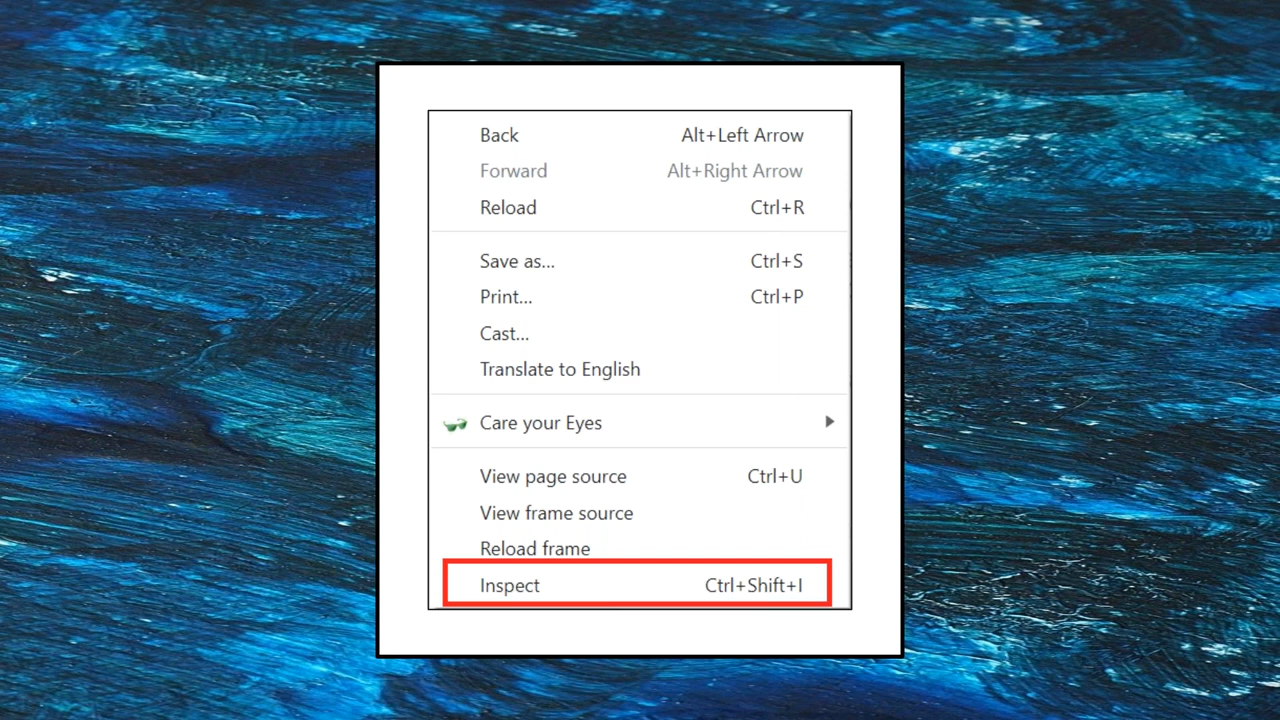 Back Alt+Left Arrow
Forward Alt+Right Arrow
Reload Ctrl+R
Save as... Ctrl+S
Print... Ctrl+P
Cast...
Translate to English
Care your Eyes
View page source Ctrl+U
View frame source
Reload frame
Inspect Ctrl+Shift+I